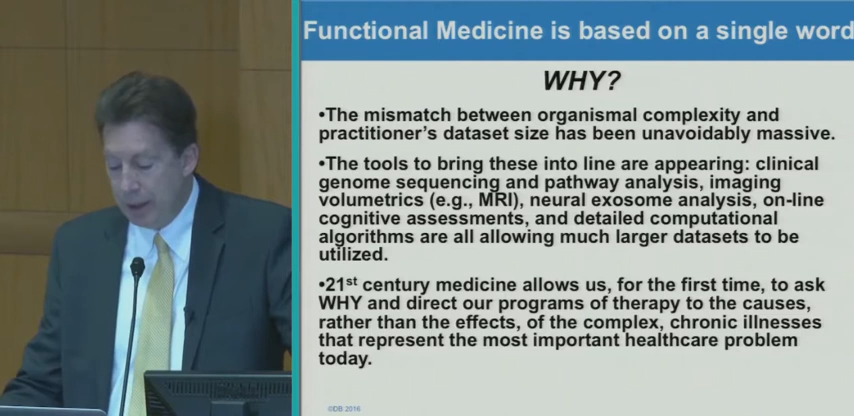 Functional Medicine is based on a single word
WHY?
•The mismatch between organismal complexity and
practitioner's dataset size has been unavoidably massive.
•The tools to bring these into line are appearing: clinical
genome sequencing and pathway analysis, imaging
volumetrics (e.g., MRI), neural exosome analysis, on-line
cognitive assessments, and detailed computational
algorithms are all allowing much larger datasets to be
utilized.
•21st century medicine allows us, for the first time, to ask
WHY and direct our programs of therapy to the causes,
rather than the effects, of the complex, chronic illnesses
that represent the most important healthcare problem
today.
©DB 2016